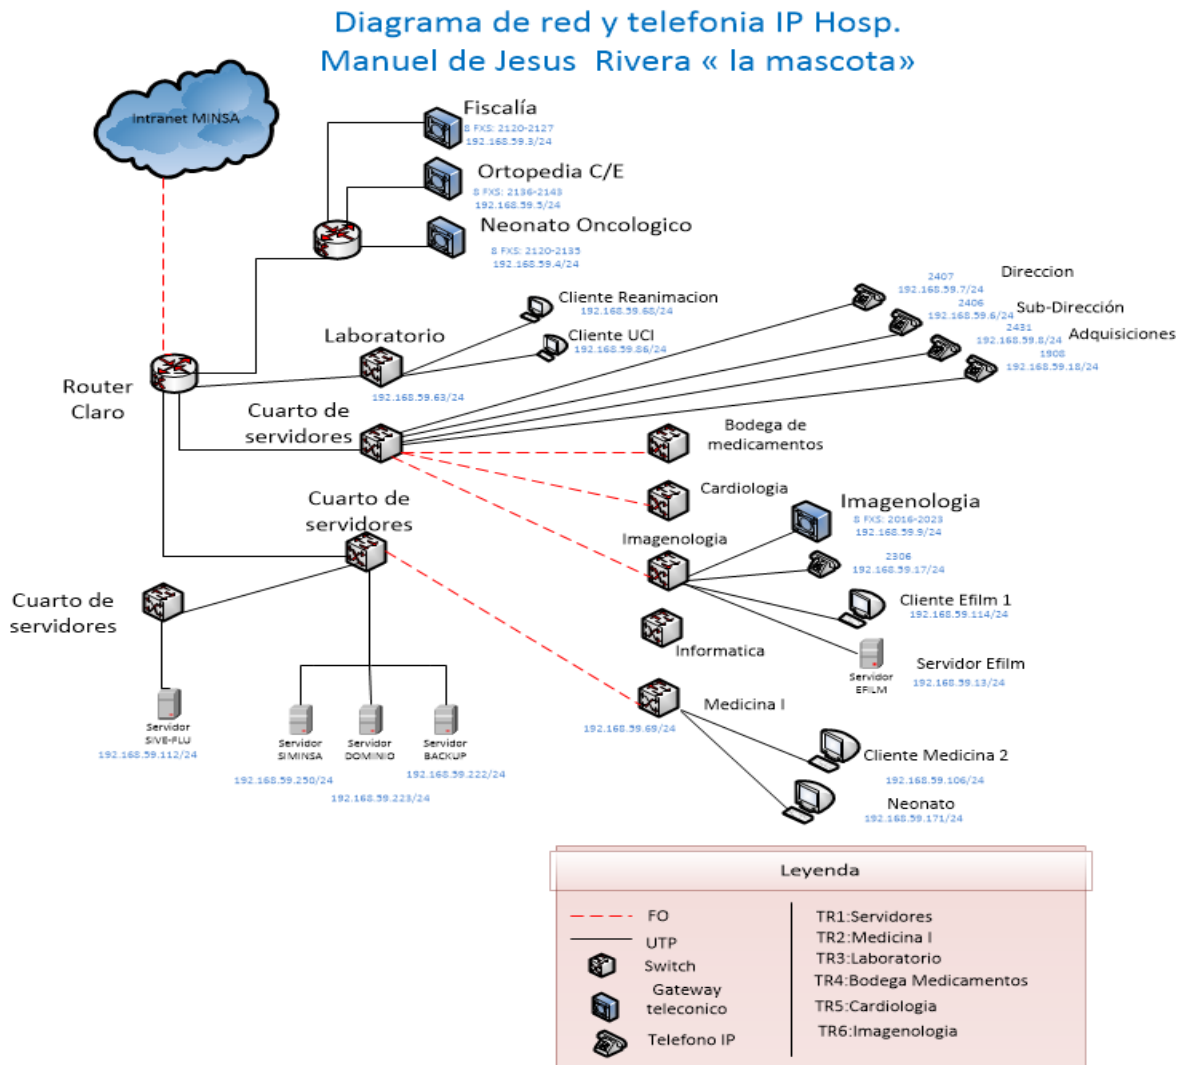 Diagrama de red y telefonia IP Hosp.
Manuel de Jesus Rivera « la mascota»
Intranet MINSA
Fiscalía
8 FXS: 2120-2127
192.168.59.3/24
Ortopedia C/E
8 FXS: 2136-2143
192.168.59.5/24
Neonato Oncologico
8 FXS: 2120-2135
192.168.59.4/24
Cliente Reanimacion
192.168.59.68/24
Cliente UCI
192.168.59.86/24
Laboratorio
192.168.59.63/24
2407
192.168.59.7/24
Direccion
2406
192.168.59.6/24
Sub-Dirección
2431
192.168.59.8/24
Adquisiciones
1908
192.168.59.18/24
Router
Claro
Cuarto de
servidores
Bodega de
medicamentos
Cardiologia
Imagenologia
8 FXS: 2016-2023
192.168.59.9/24
Imagenologia
2306
192.168.59.17/24
Cliente Efilm 1
192.168.59.114/24
Servidor
EFILM
Servidor Efilm
192.168.59.13/24
Informatica
Cuarto de
servidores
Cuarto de
servidores
Medicina I
192.168.59.69/24
Servidor
SIVE-FLU
192.168.59.112/24
Servidor
SIMINSA
192.168.59.250/24
Servidor
DOMINIO
192.168.59.223/24
Servidor
BACKUP
192.168.59.222/24
Cliente Medicina 2
192.168.59.106/24
Neonato
192.168.59.171/24
Leyenda
FO
UTP
Switch
Gateway
teleconico
Telefono IP
TR1:Servidores
TR2:Medicina I
TR3:Laboratorio
TR4:Bodega Medicamentos
TR5:Cardiologia
TR6:Imagenologia